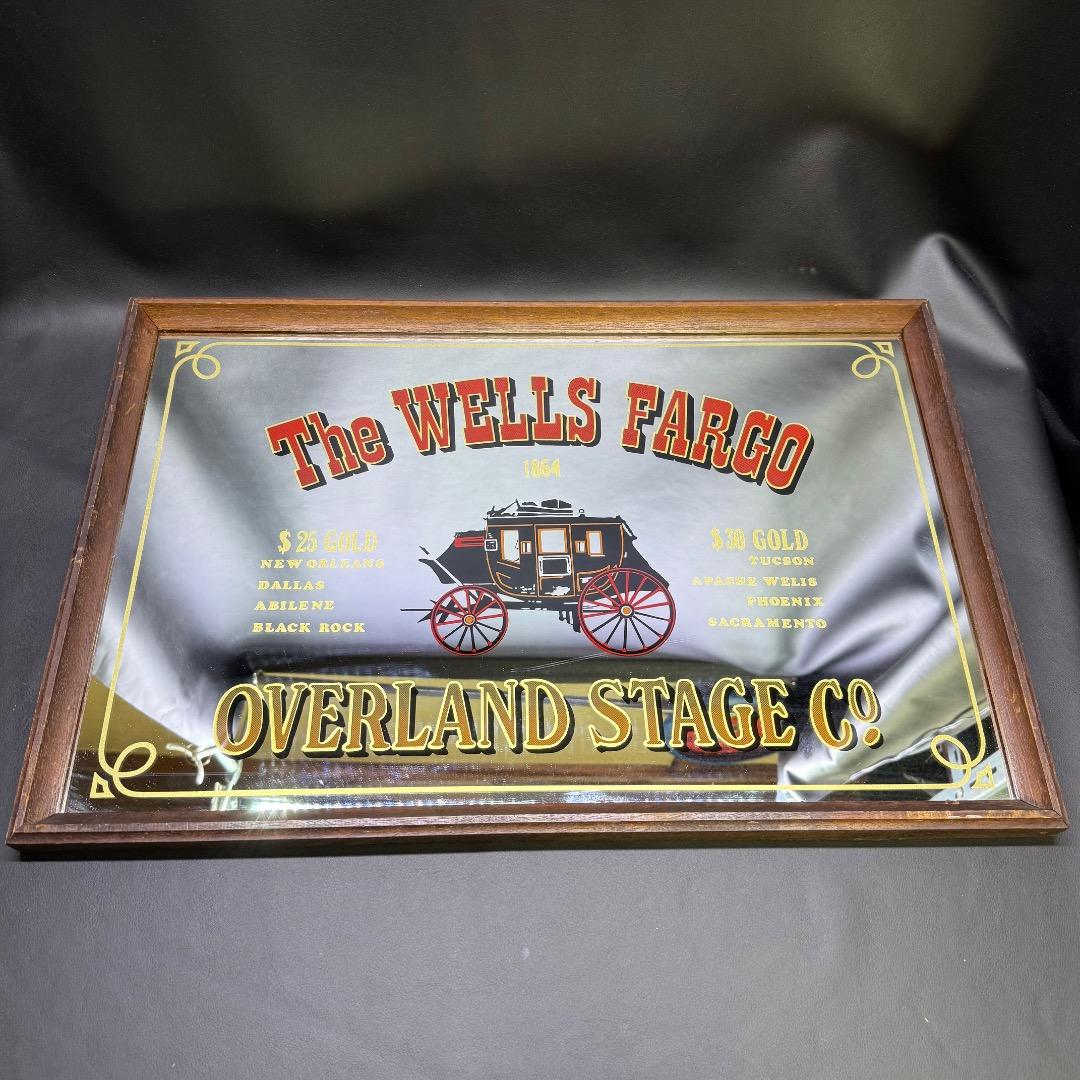 The WELLS FARGO
1864
$25 GOLD
NEW ORLEANS
DALLAS
ABILENE
BLACK ROCK
$30 GOLD
TUCSON
APACHE WELIS
PHOENIX
SACRAMENTO
OVERLAND STAGE Co.